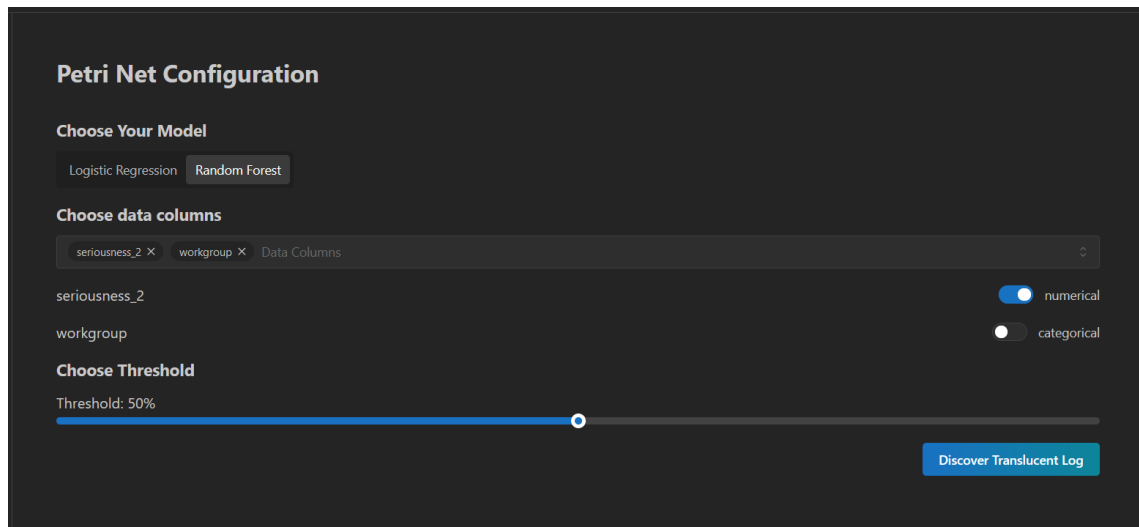 Petri Net Configuration
Choose Your Model
Logistic Regression Random Forest
Choose data columns
seriousness_2 × workgroup × Data Columns
seriousness_2 numerical
workgroup categorical
Choose Threshold
Threshold: 50%
Discover Translucent Log